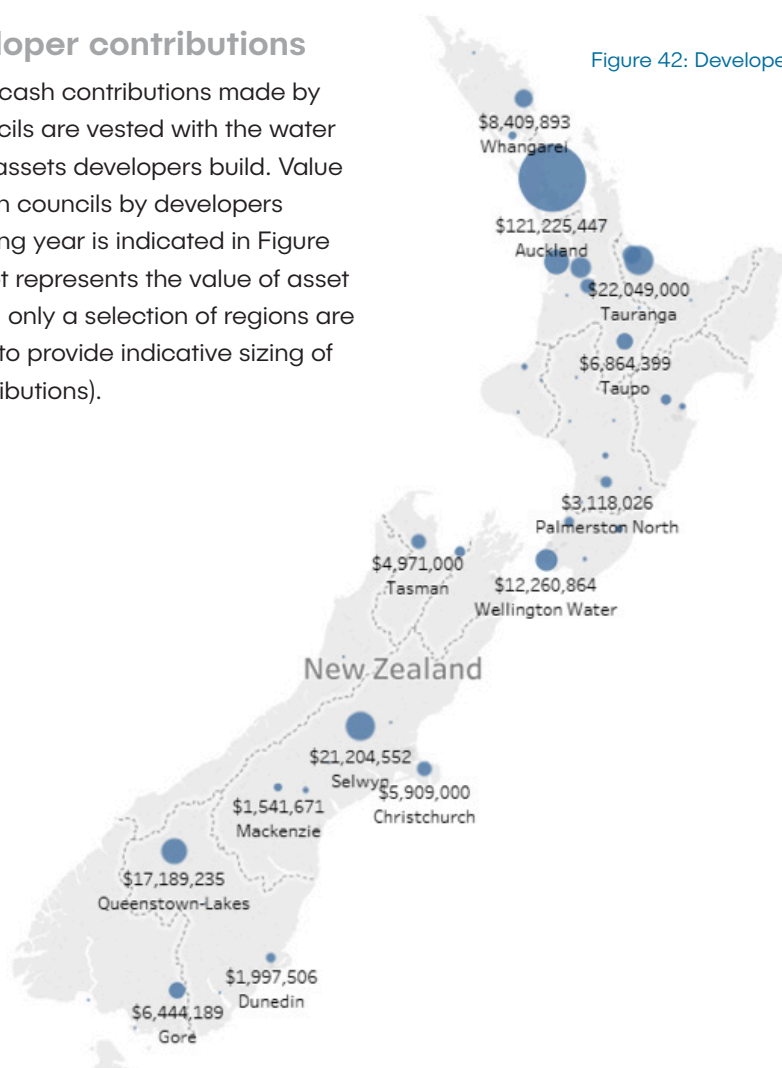 loper contributions
cash contributions made by
cils are vested with the water
assets developers build. Value
n councils by developers
ng year is indicated in Figure
t represents the value of asset
only a selection of regions are
to provide indicative sizing of
ibutions).
Figure 42: Develope
$8,409,893
Whangarei
$121,225,447
Auckland
$22,049,000
Tauranga
$6,864,399
Taupo
$3,118,026
Palmerston North
$4,971,000
Tasman
$12,260,864
Wellington Water
New Zealand
$21,204,552
Selwyn
$5,909,000
Christchurch
$1,541,671
Mackenzie
$17,189,235
Queenstown-Lakes
$1,997,506
Dunedin
$6,444,189
Gore